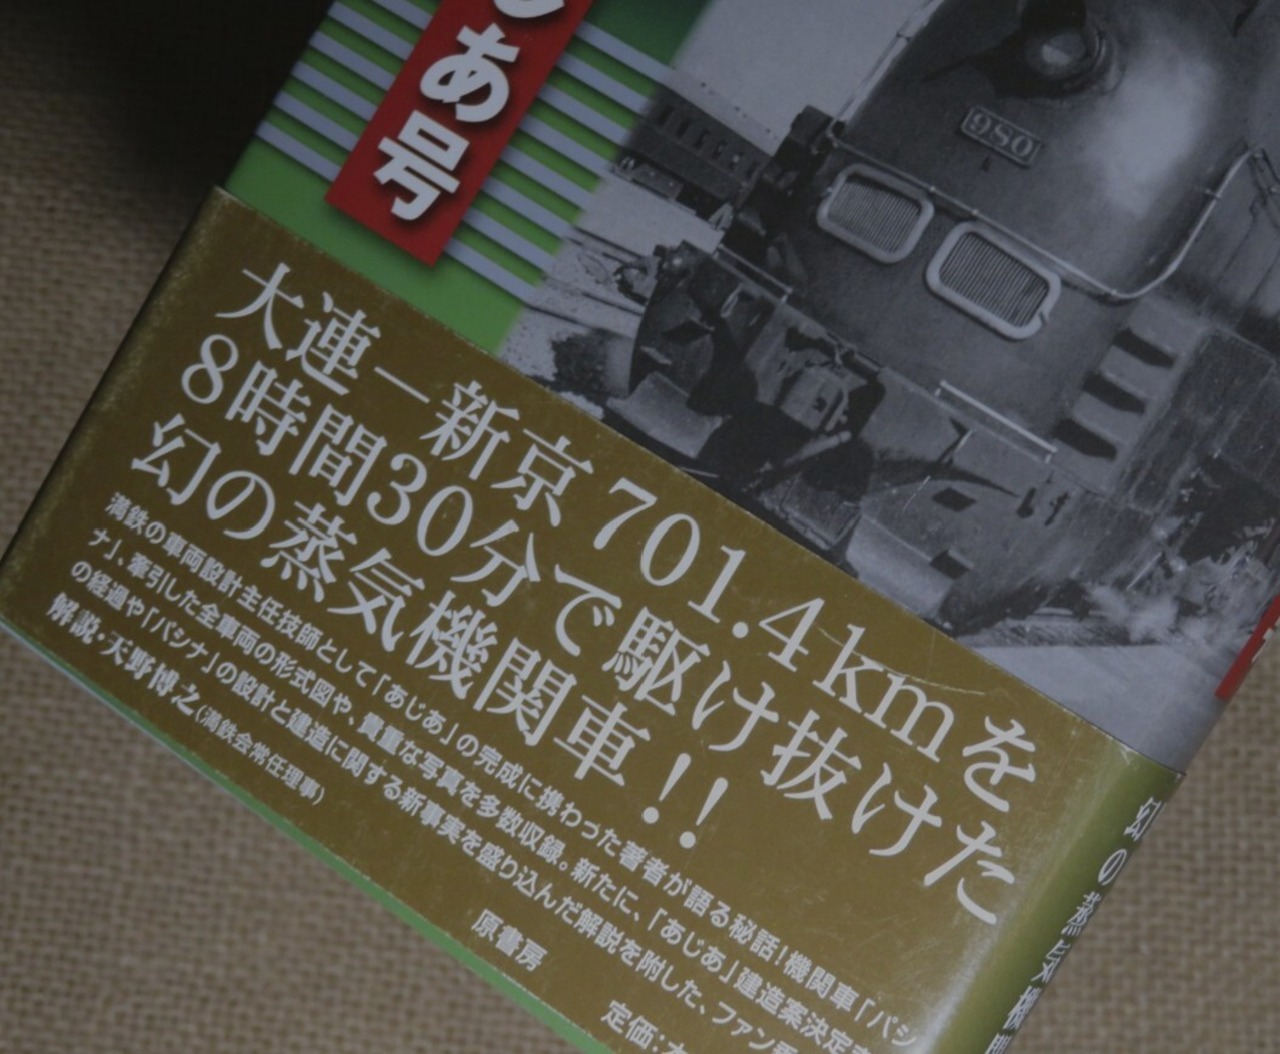 あ号
980
大連－新京 701.4kmを
8時間30分で駆け抜けた
幻の蒸気機関車!!
満鉄の車両設計主任技師として「あじあ」の完成に携わった著者が語る秘話!機関車「パシ
ナ」、牽引した全車両の形式図や、貴重な写真を多数収録。新たに、「あじあ」建造案決定
の経過や「パシナ」の設計と建造に関する新事実を盛り込んだ解説を附した、ファン
解説・天野博之(満鉄会常任理事)
原書房
定価:
幻の蒸気機